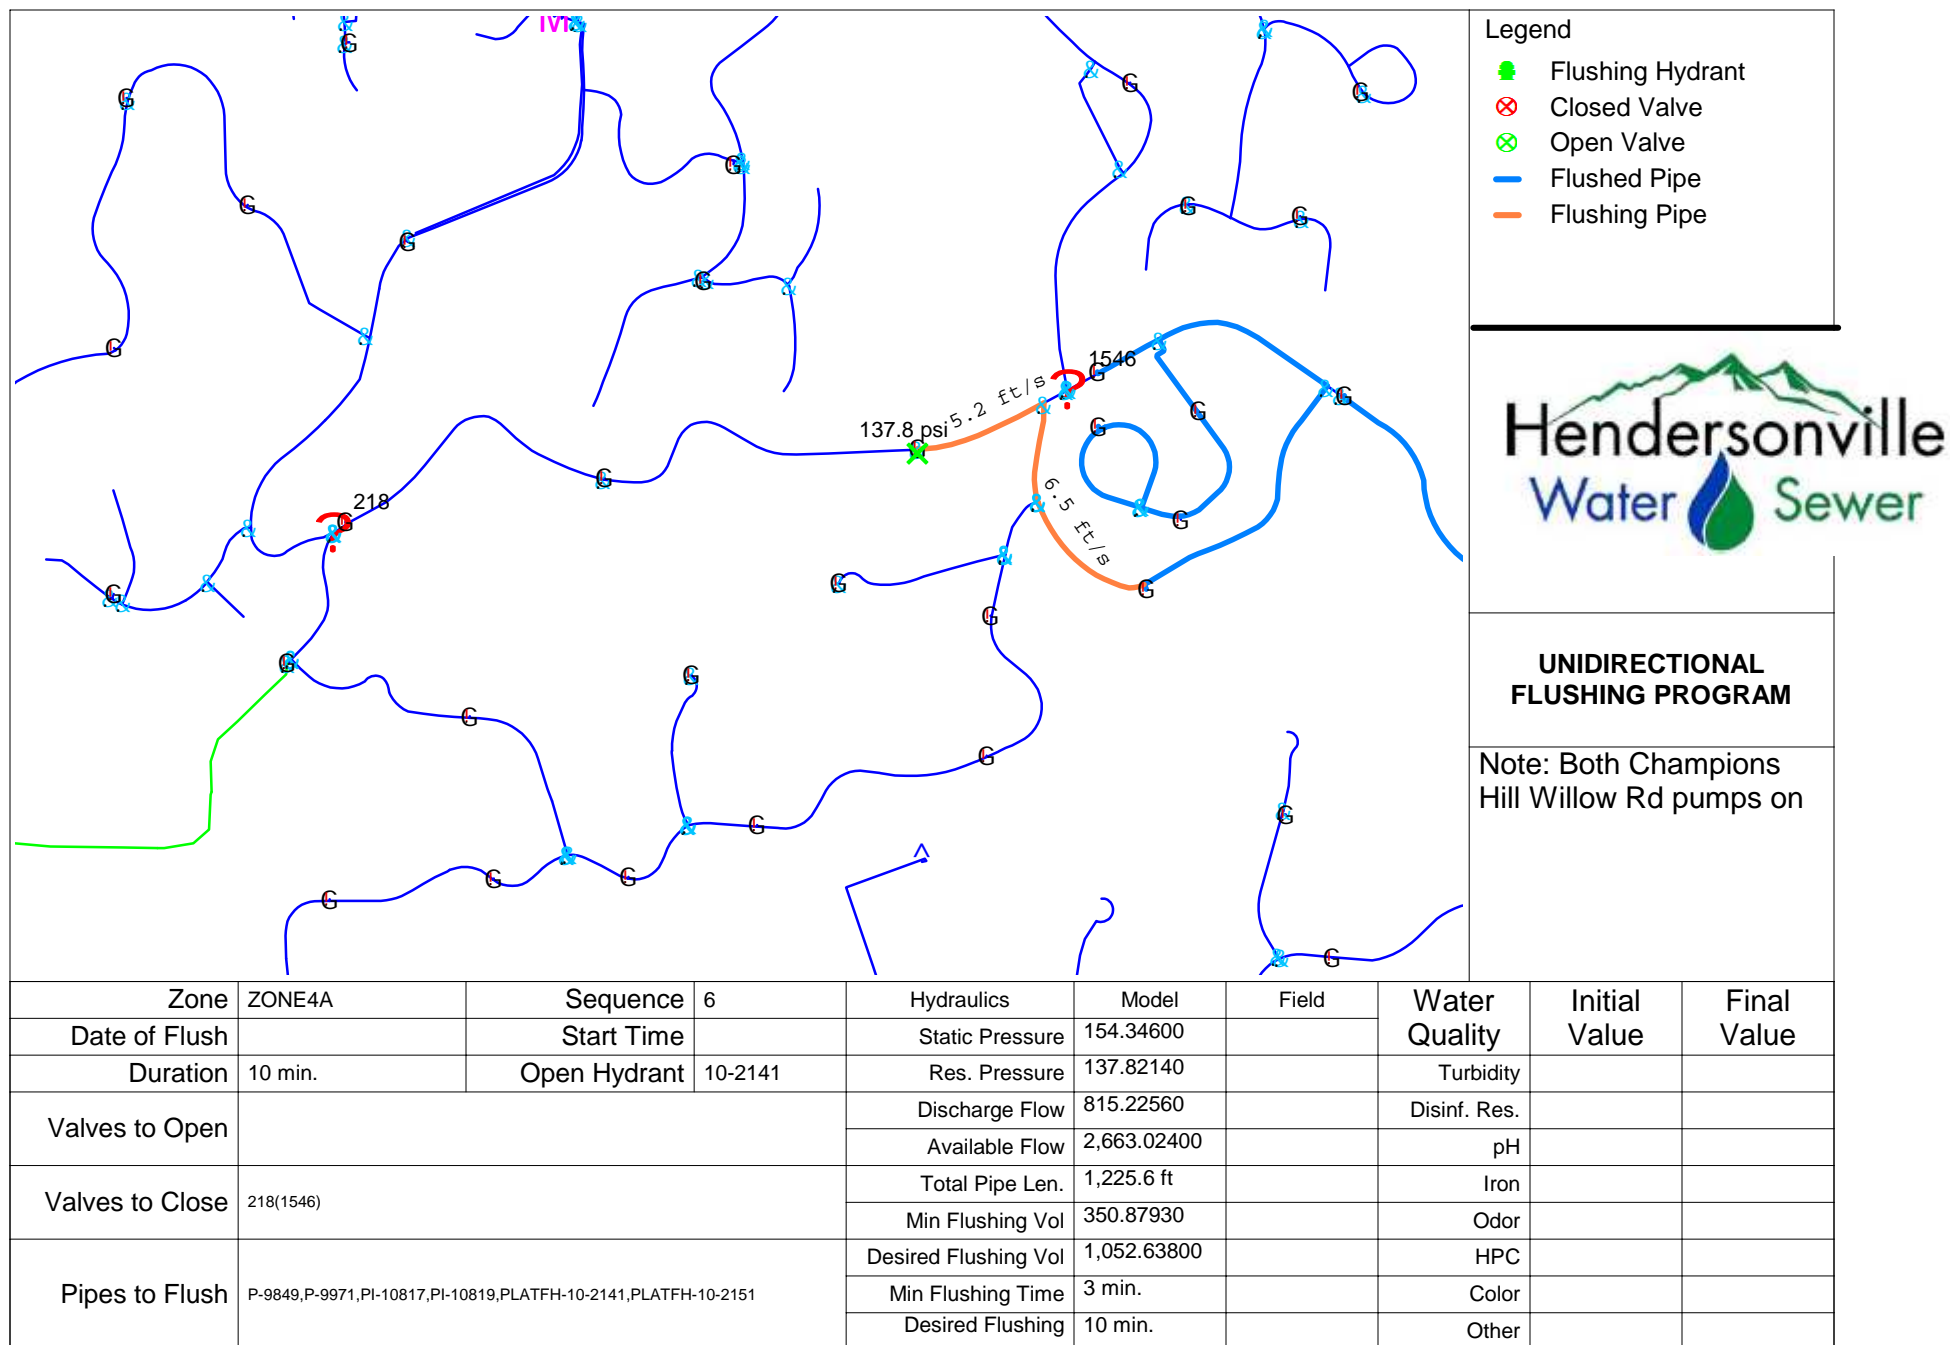 Legend
Flushing Hydrant
Closed Valve
Open Valve
Flushed Pipe
Flushing Pipe
1546
5.2 ft/s
137.8 psi
6.5 ft/s
218
Hendersonville
Water Sewer
UNIDIRECTIONAL
FLUSHING PROGRAM
Note: Both Champions
Hill Willow Rd pumps on
Zone ZONE4A Sequence 6 Hydraulics Model Field Water Quality Initial Value Final Value
Date of Flush Start Time Static Pressure 154.34600
Duration 10 min. Open Hydrant 10-2141 Res. Pressure 137.82140 Turbidity
Valves to Open Discharge Flow 815.22560 Disinf. Res.
Available Flow 2,663.02400 pH
Valves to Close 218(1546) Total Pipe Len. 1,225.6 ft Iron
Min Flushing Vol 350.87930 Odor
Desired Flushing Vol 1,052.63800 HPC
Pipes to Flush P-9849,P-9971,PI-10817,PI-10819,PLATFH-10-2141,PLATFH-10-2151 Min Flushing Time 3 min. Color
Desired Flushing 10 min. Other